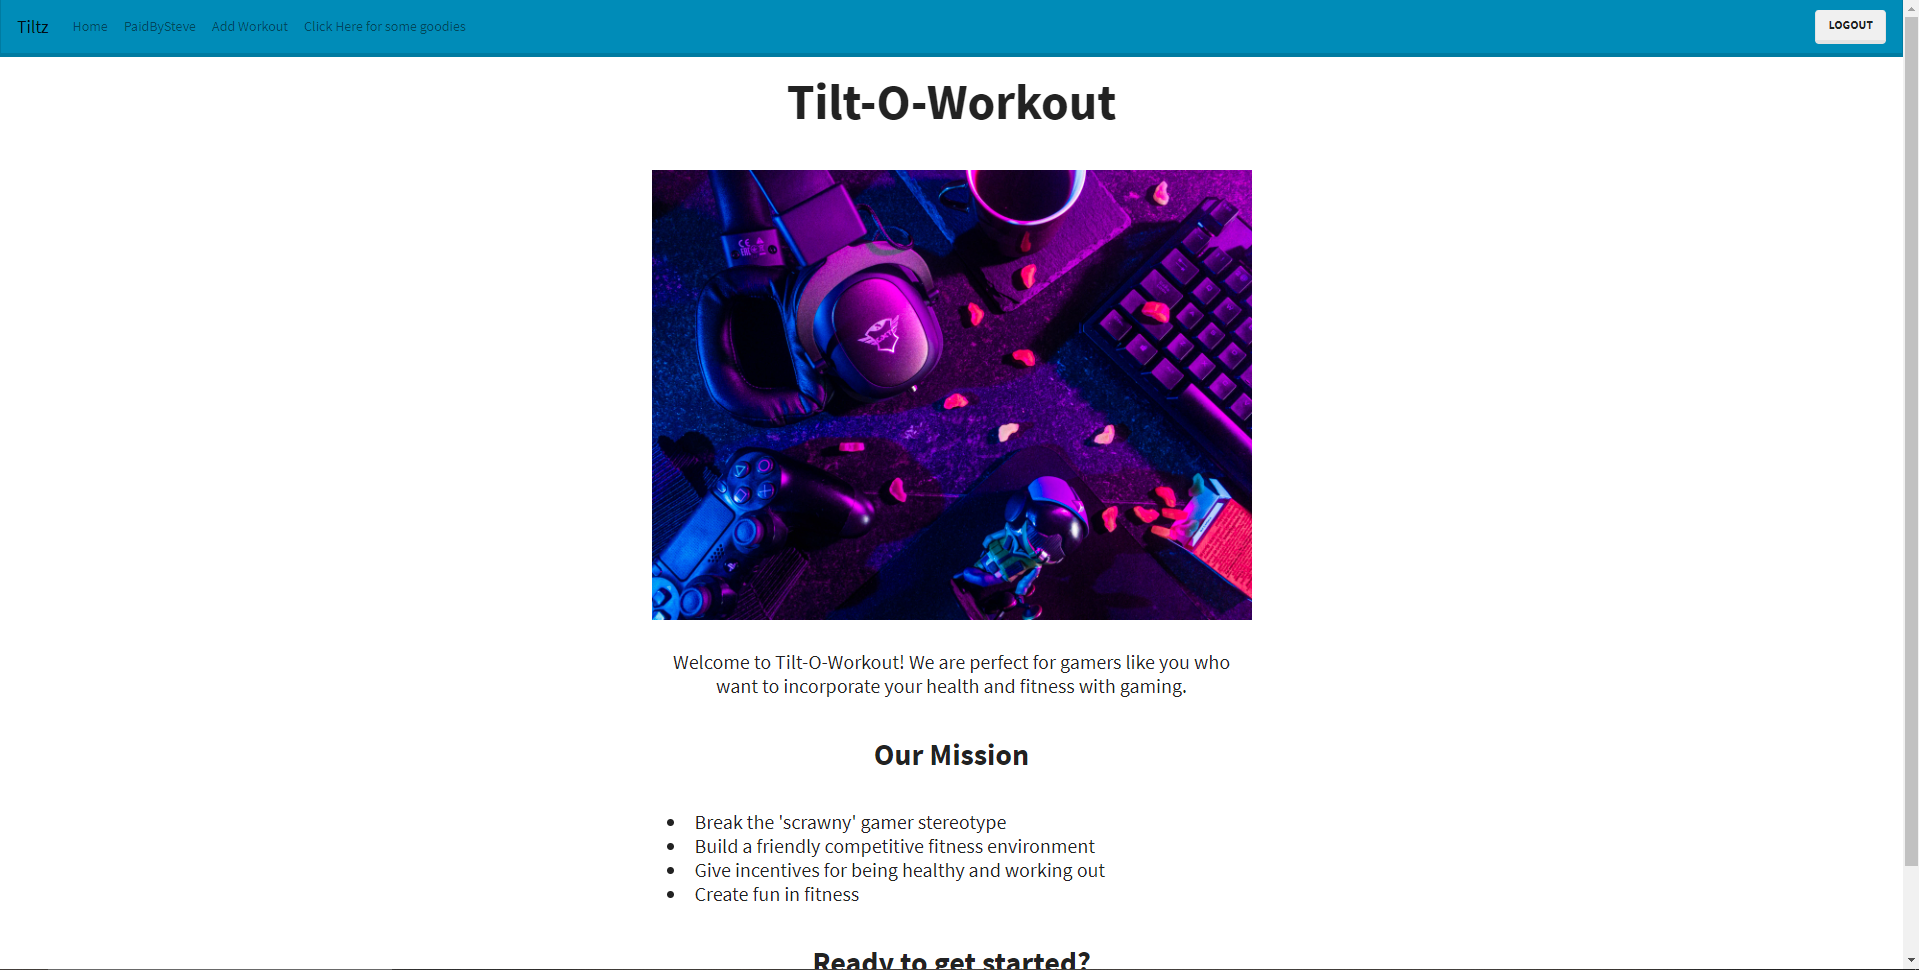 Tiltz Home PaidBySteve Add Workout Click Here for some goodies LOGOUT
Tilt-O-Workout
Welcome to Tilt-O-Workout! We are perfect for gamers like you who
want to incorporate your health and fitness with gaming.
Our Mission
• Break the 'scrawny' gamer stereotype
• Build a friendly competitive fitness environment
• Give incentives for being healthy and working out
• Create fun in fitness
Ready to get started?